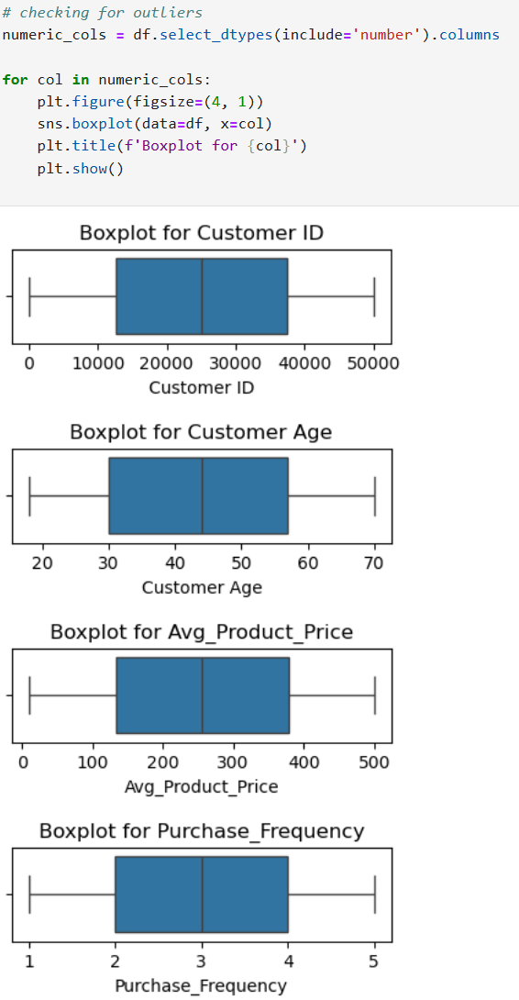 # checking for outliers
numeric_cols = df.select_dtypes(include='number').columns
for col in numeric_cols:
    plt.figure(figsize=(4, 1))
    sns.boxplot(data=df, x=col)
    plt.title(f'Boxplot for {col}')
    plt.show()
Boxplot for Customer ID
0 10000 20000 30000 40000 50000
Customer ID
Boxplot for Customer Age
20 30 40 50 60 70
Customer Age
Boxplot for Avg_Product_Price
0 100 200 300 400 500
Avg_Product_Price
Boxplot for Purchase_Frequency
1 2 3 4 5
Purchase_Frequency